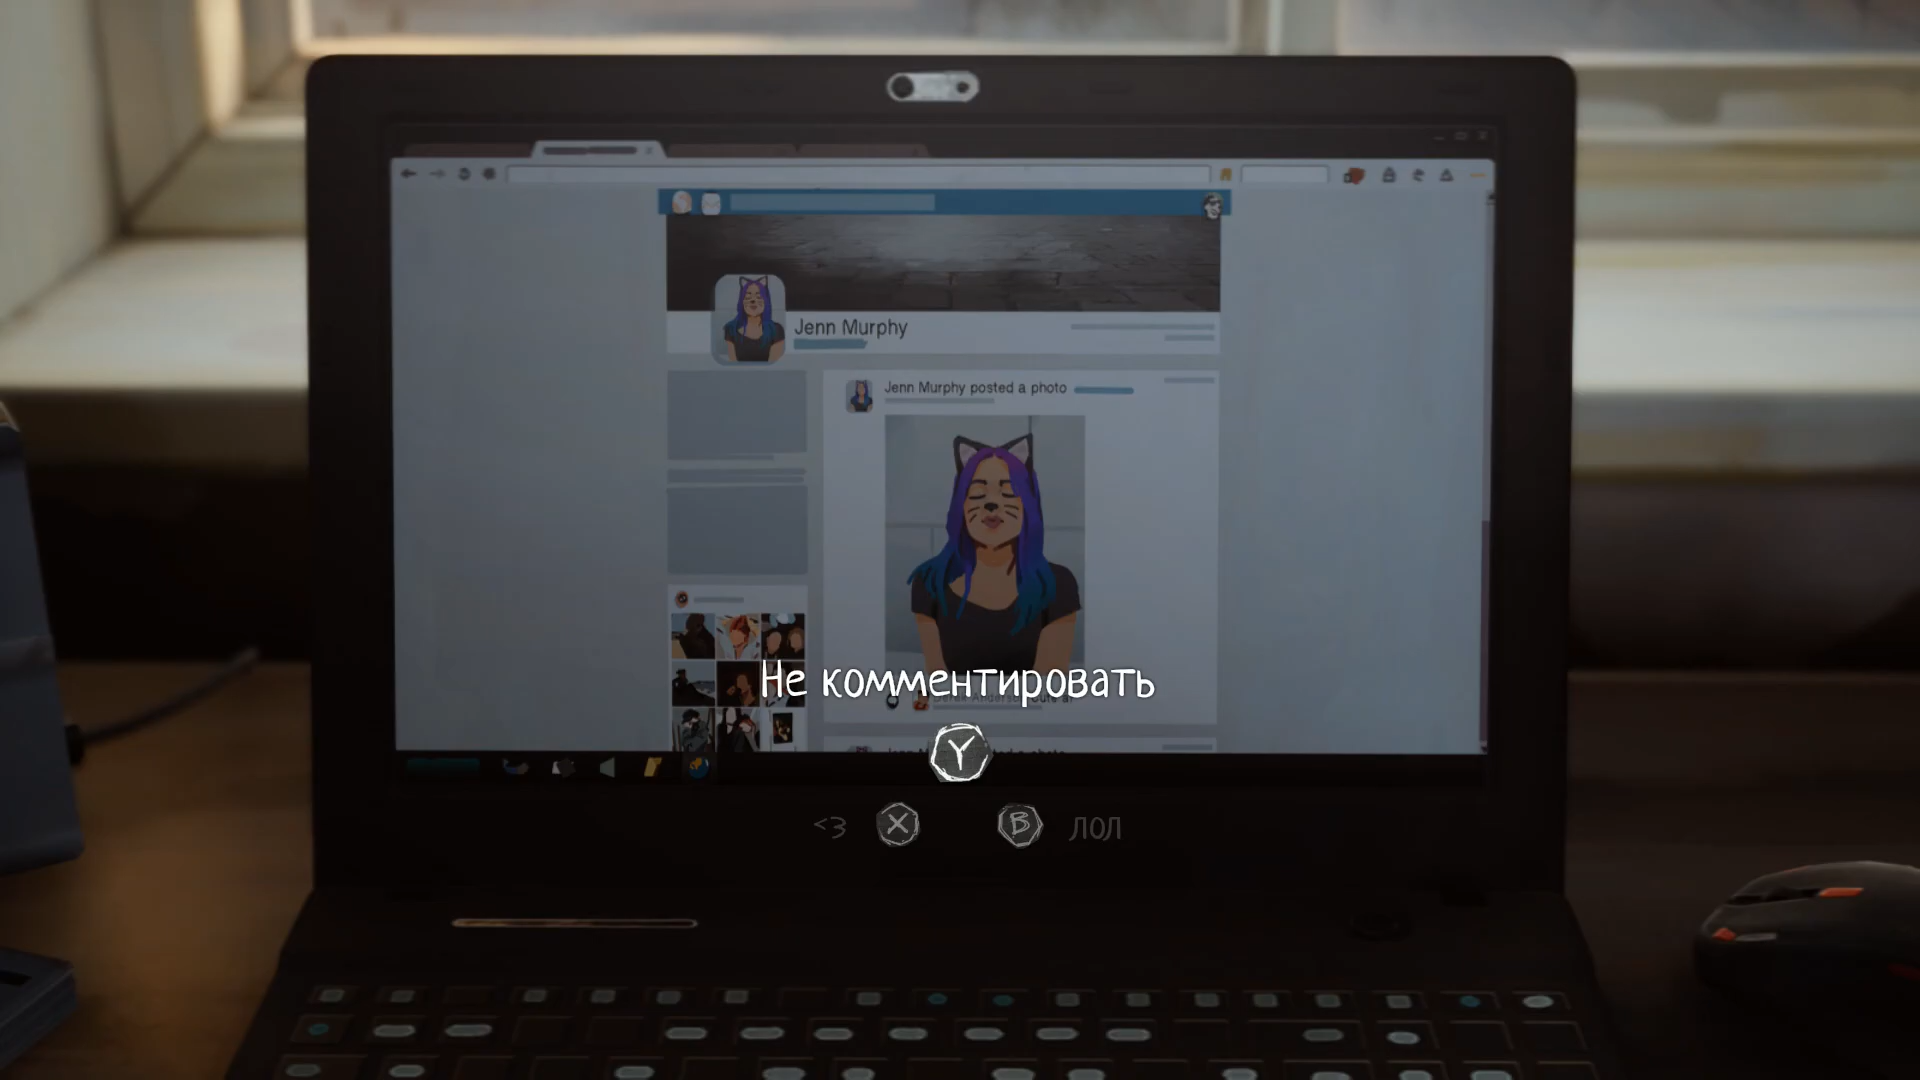 Jenn Murphy
Jenn Murphy posted a photo
Не комментировать
Y
<3 X B ЛОЛ